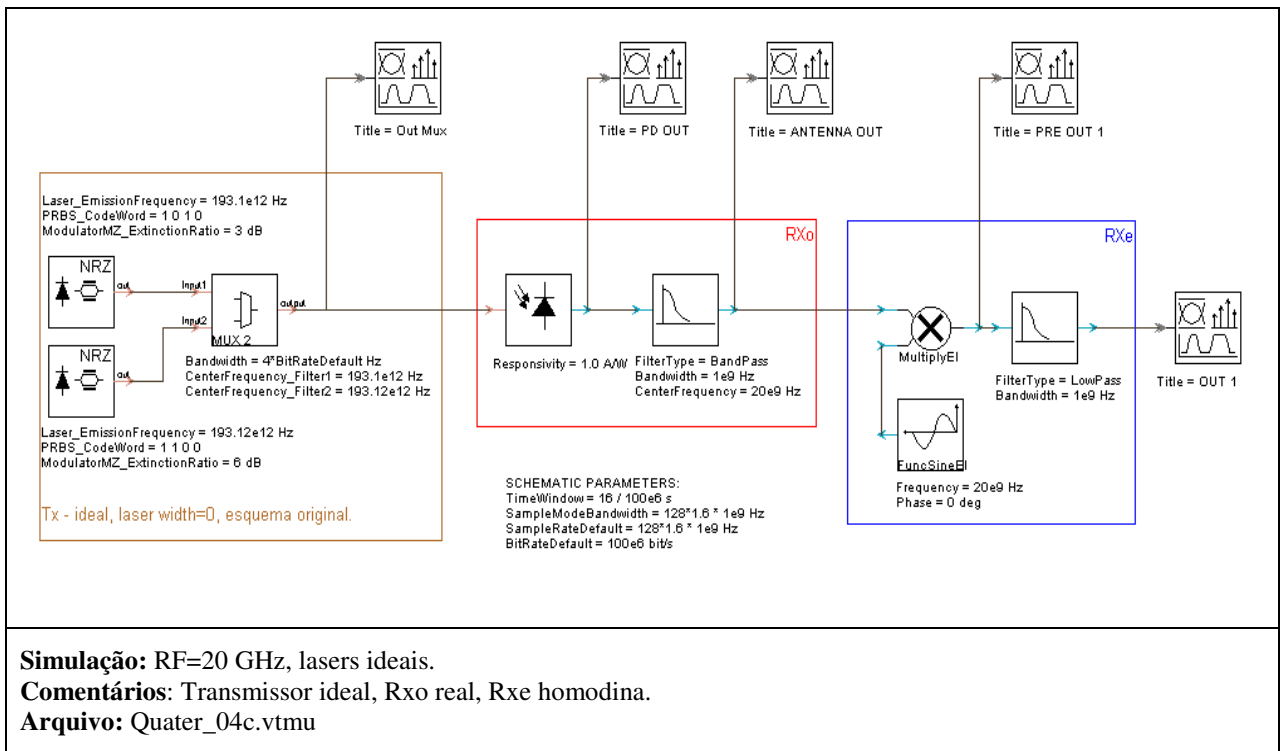 Title = Out Mux
Title = PD OUT
Title = ANTENNA OUT
Title = PRE OUT 1
Laser_EmissionFrequency = 193.1e12 Hz
PRBS_CodeWord = 1 0 1 0
ModulatorMZ_ExtinctionRatio = 3 dB
NRZ
out
Input1
Input2
output
MUX 2
NRZ
out
Bandwidth = 4*BitRateDefault Hz
CenterFrequency_Filter1 = 193.1e12 Hz
CenterFrequency_Filter2 = 193.12e12 Hz
Laser_EmissionFrequency = 193.12e12 Hz
PRBS_CodeWord = 1 1 0 0
ModulatorMZ_ExtinctionRatio = 6 dB
Tx - ideal, laser width=0, esquema original.
RXo
Responsivity = 1.0 A/W
FilterType = BandPass
Bandwidth = 1e9 Hz
CenterFrequency = 20e9 Hz
SCHEMATIC PARAMETERS:
TimeWindow = 16 / 100e6 s
SampleModeBandwidth = 128*1.6 * 1e9 Hz
SampleRateDefault = 128*1.6 * 1e9 Hz
BitRateDefault = 100e6 bit/s
RXe
MultiplyEl
FilterType = LowPass
Bandwidth = 1e9 Hz
FuncSineEl
Frequency = 20e9 Hz
Phase = 0 deg
Title = OUT 1
Simulação: RF=20 GHz, lasers ideais.
Comentários: Transmissor ideal, Rxo real, Rxe homodina.
Arquivo: Quater_04c.vtmu